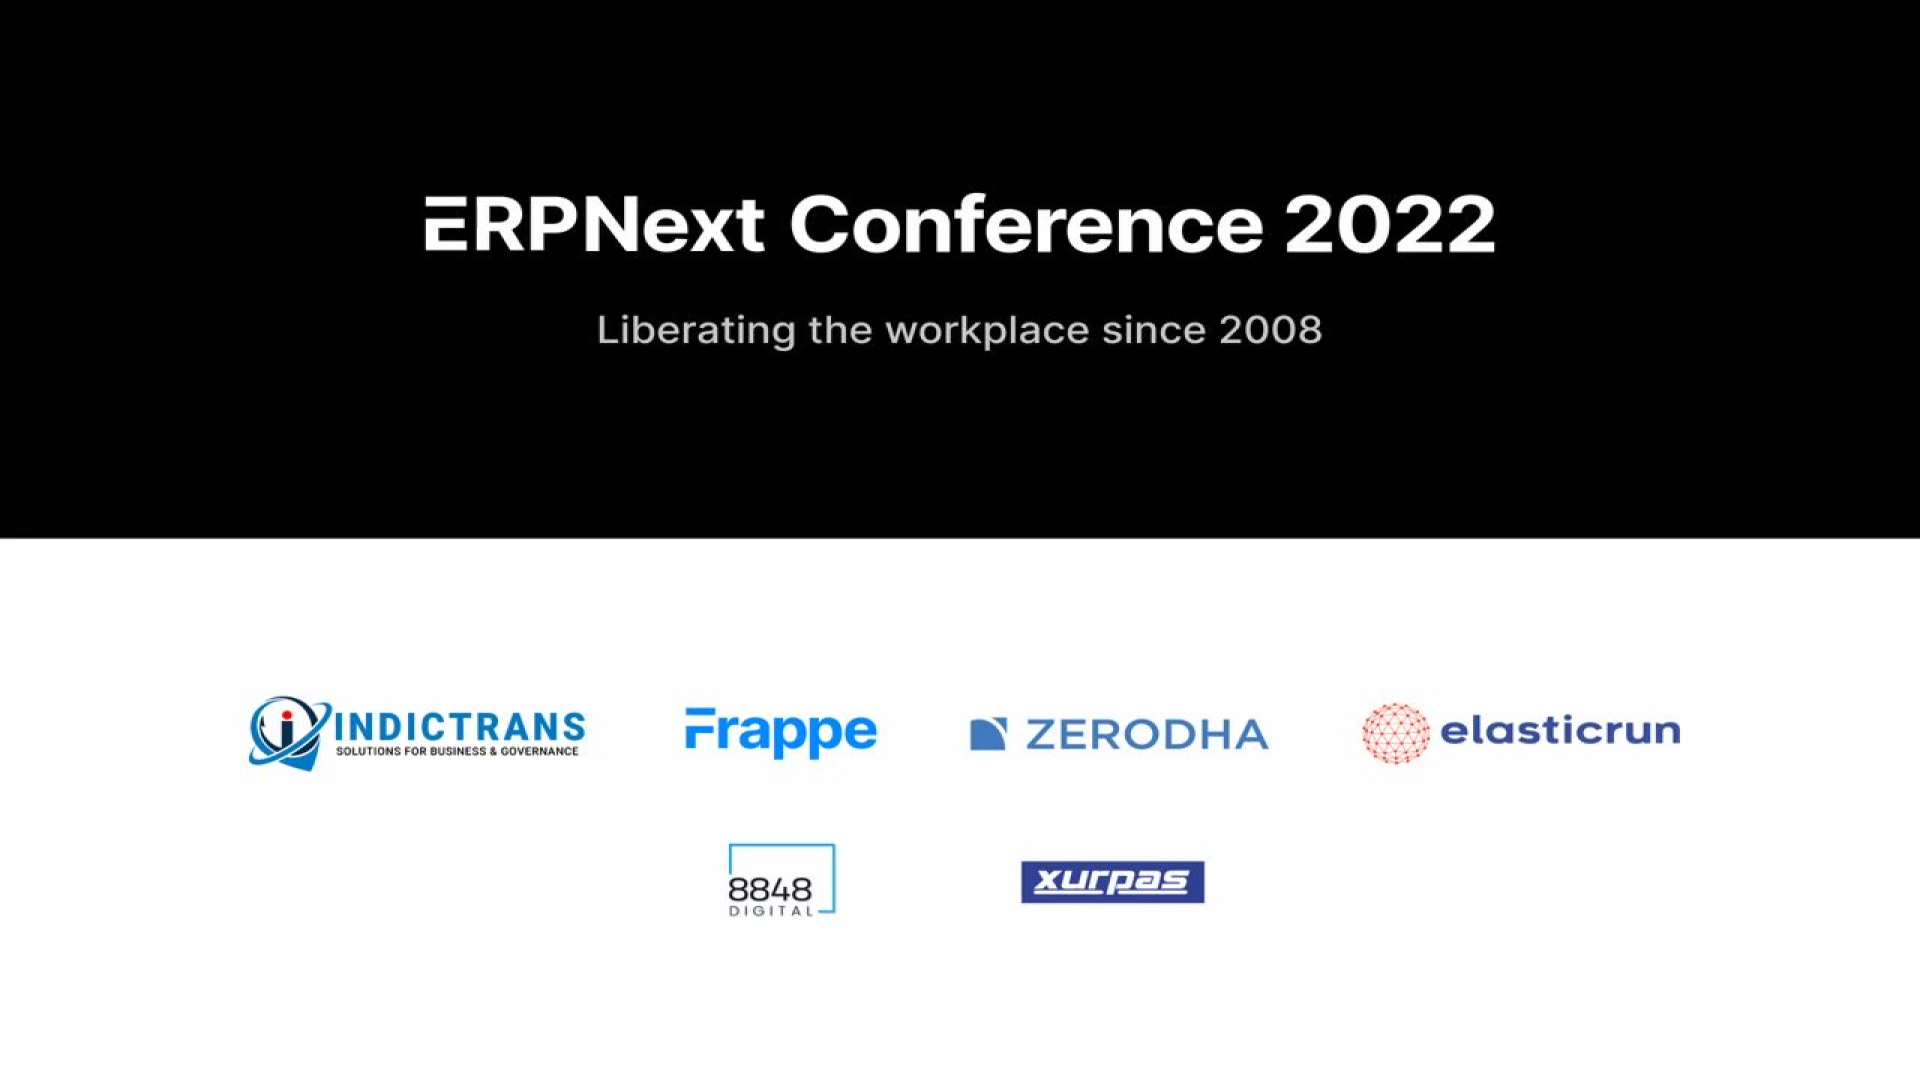 ERPNext Conference 2022
Liberating the workplace since 2008
i INDICTRANS
SOLUTIONS FOR BUSINESS & GOVERNANCE
Frappe
ZERODHA
elasticrun
8848
DIGITAL
xurpas